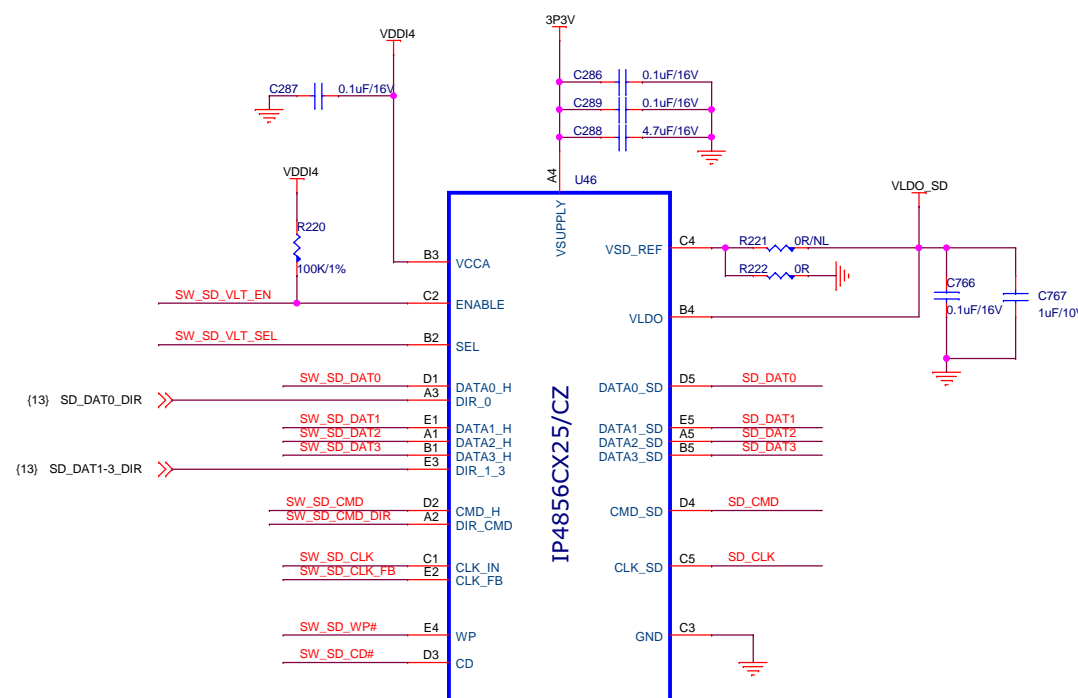 3P3V
VDDI4
C287 0.1uF/16V
C286 0.1uF/16V
C289 0.1uF/16V
C288 4.7uF/16V
VDDI4
A4
U46
VLDO_SD
VSUPPLY
R220
100K/1%
C4
VSD_REF
R221 0R/NL
B3
VCCA
R222 0R
C766
0.1uF/16V
C767
1uF/10V
SW_SD_VLT_EN C2 ENABLE
VLDO B4
SW_SD_VLT_SEL B2 SEL
SW_SD_DAT0 D1 DATA0_H
DATA0_SD D5 SD_DAT0
{13} SD_DAT0_DIR A3 DIR_0
SW_SD_DAT1 E1 DATA1_H
DATA1_SD E5 SD_DAT1
SW_SD_DAT2 A1 DATA2_H
DATA2_SD A5 SD_DAT2
SW_SD_DAT3 B1 DATA3_H
DATA3_SD B5 SD_DAT3
{13} SD_DAT1-3_DIR E3 DIR_1_3
IP4856CX25/CZ
SW_SD_CMD D2 CMD_H
CMD_SD D4 SD_CMD
SW_SD_CMD_DIR A2 DIR_CMD
SW_SD_CLK C1 CLK_IN
CLK_SD C5 SD_CLK
SW_SD_CLK_FB E2 CLK_FB
SW_SD_WP# E4 WP
GND C3
SW_SD_CD# D3 CD